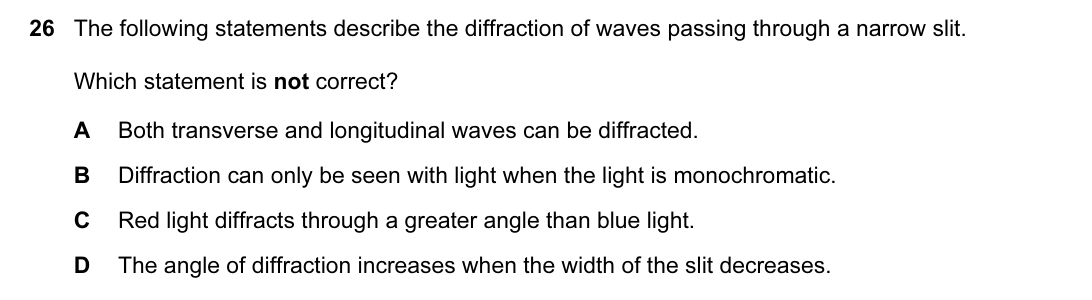 26 The following statements describe the diffraction of waves passing through a narrow slit.
Which statement is not correct?
A Both transverse and longitudinal waves can be diffracted.
B Diffraction can only be seen with light when the light is monochromatic.
C Red light diffracts through a greater angle than blue light.
D The angle of diffraction increases when the width of the slit decreases.